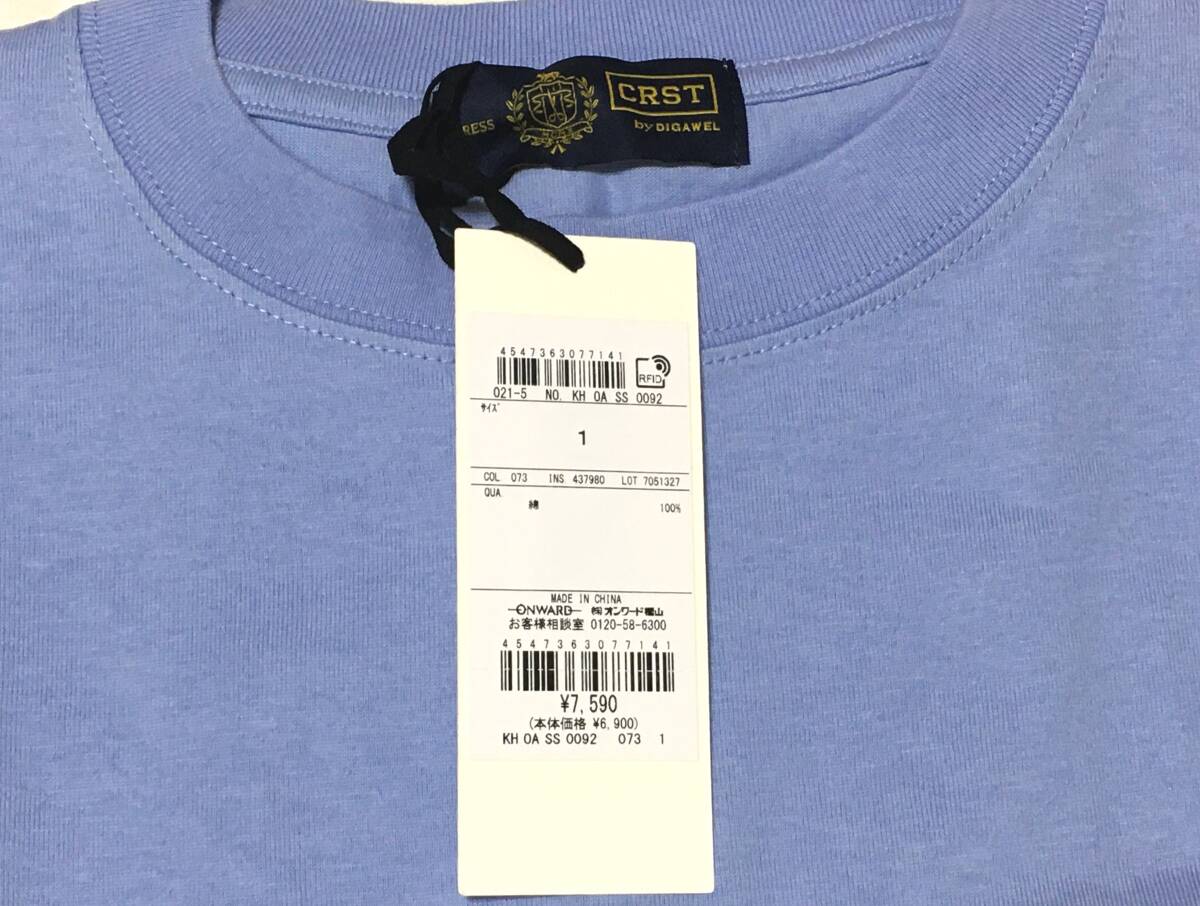 RESS
CRST
by DIGAWEL
4547363077141
RFID
021-5 NO. KH 0A SS 0092
サイズ
1
COL 073 INS 437980 LOT 7051327
QUA
綿 100%
MADE IN CHINA
ONWARD ㈱オンワード樫山
お客様相談室 0120-58-6300
4547363077141
¥7,590
(本体価格 ¥6,900)
KH 0A SS 0092 073 1